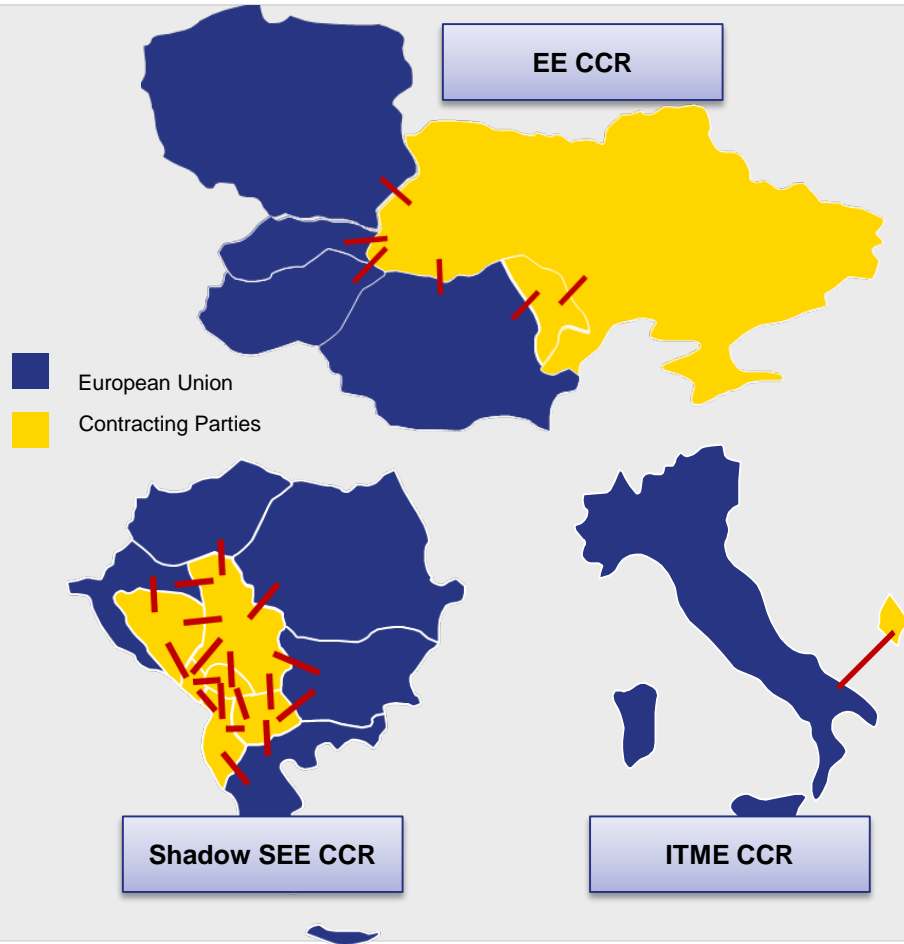 EE CCR
European Union
Contracting Parties
Shadow SEE CCR
ITME CCR